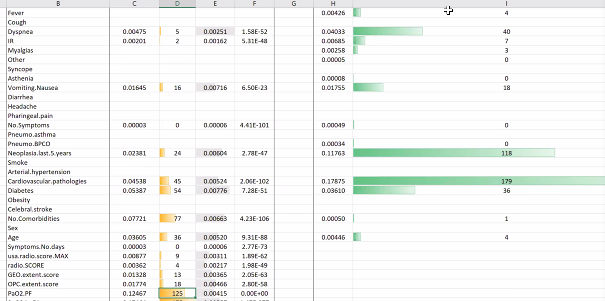 B C D E F G H I
Fever 0.00426 4
Cough
Dyspnea 0.00475 5 0.00251 1.58E-52 0.04033 40
IR 0.00201 2 0.00162 5.31E-48 0.00685 7
Myalgias 0.00258 3
Other 0.00005 0
Syncope
Asthenia 0.00008 0
Vomiting.Nausea 0.01645 16 0.00716 6.50E-23 0.01755 18
Diarrhea
Headache
Pharingeal.pain
No.Symptoms 0.00003 0 0.00006 4.41E-101 0.00049 0
Pneumo.asthma
Pneumo.BPCO 0.00034 0
Neoplasia.last.5.years 0.02381 24 0.00604 2.78E-47 0.11763 118
Smoke
Arterial.hypertension
Cardiovascular.pathologies 0.04538 45 0.00524 2.06E-102 0.17875 179
Diabetes 0.05387 54 0.00776 7.28E-51 0.03610 36
Obesity
Celebral.stroke
No.Comorbidities 0.07721 77 0.00663 4.23E-106 0.00050 1
Sex
Age 0.03605 36 0.00520 9.31E-88 0.00446 4
Symptoms.No.days 0.00003 0 0.00006 2.77E-73
usa.radio.score.MAX 0.00877 9 0.00311 1.89E-62
radio.SCORE 0.00362 4 0.00217 1.98E-49
GEO.extent.score 0.01328 13 0.00365 2.05E-63
OPC.extent.score 0.01774 18 0.00466 2.80E-58
PaO2.PF 0.12467 125 0.00415 0.00E+00